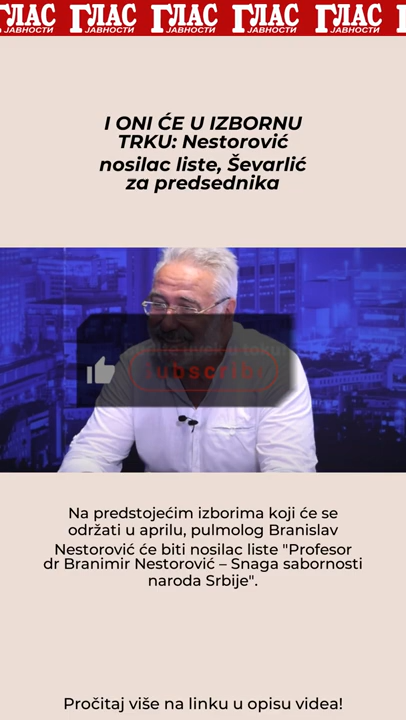 ГЛАС ГЛАС ГЛАС ГЛАС ГЛАС
ЈАВНОСТИ ЈАВНОСТИ ЈАВНОСТИ ЈАВНОСТИ ЈАВНОСТИ
I ONI ĆE U IZBORNU
TRKU: Nestorović
nosilac liste, Ševarlić
za predsednika
Subscribe
Na predstojećim izborima koji će se
održati u aprilu, pulmolog Branislav
Nestorović će biti nosilac liste "Profesor
dr Branimir Nestorović – Snaga sabornosti
naroda Srbije".
Pročitaj više na linku u opisu videa!